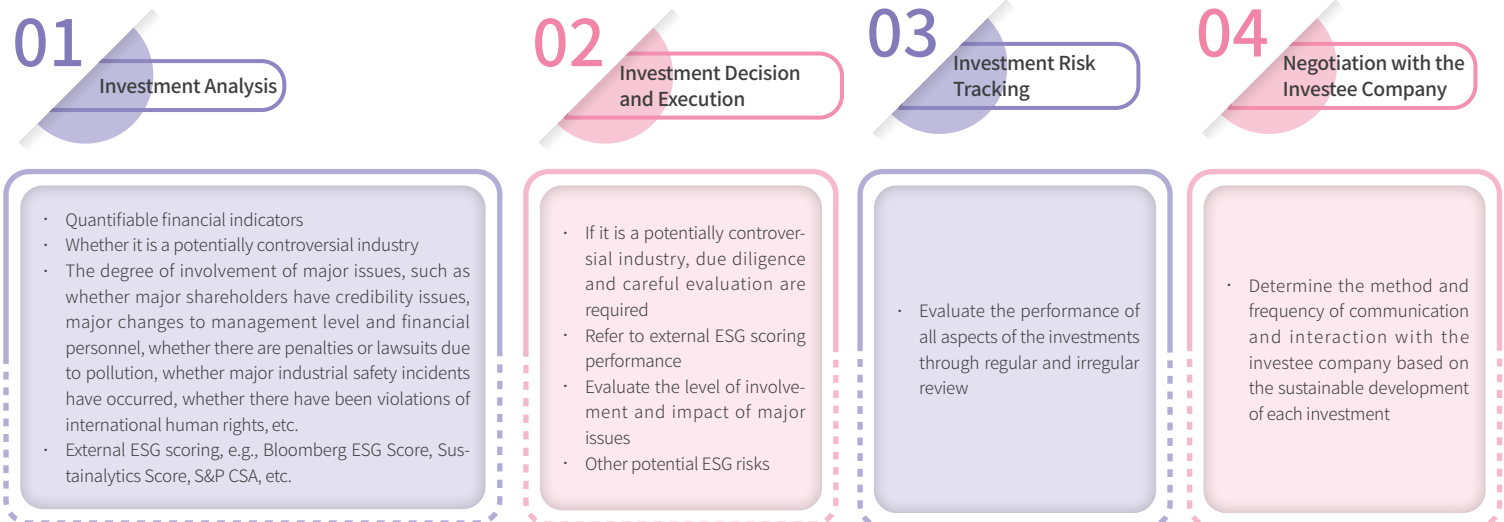 01
Investment Analysis
· Quantifiable financial indicators
· Whether it is a potentially controversial industry
· The degree of involvement of major issues, such as
whether major shareholders have credibility issues,
major changes to management level and financial
personnel, whether there are penalties or lawsuits due
to pollution, whether major industrial safety incidents
have occurred, whether there have been violations of
international human rights, etc.
· External ESG scoring, e.g., Bloomberg ESG Score, Sus-
tainalytics Score, S&P CSA, etc.
02
Investment Decision
and Execution
· If it is a potentially controver-
sial industry, due diligence
and careful evaluation are
required
· Refer to external ESG scoring
performance
· Evaluate the level of involve-
ment and impact of major
issues
· Other potential ESG risks
03
Investment Risk
Tracking
· Evaluate the performance of
all aspects of the investments
through regular and irregular
review
04
Negotiation with the
Investee Company
· Determine the method and
frequency of communication
and interaction with the
investee company based on
the sustainable development
of each investment